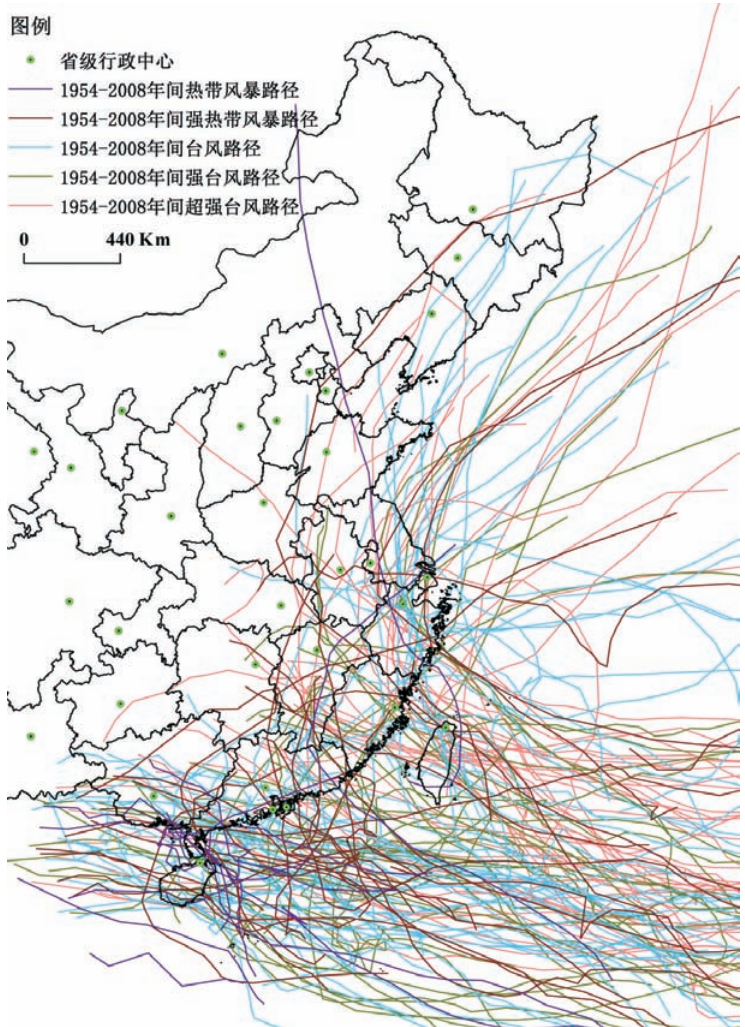 图例
省级行政中心
1954-2008年间热带风暴路径
1954-2008年间强热带风暴路径
1954-2008年间台风路径
1954-2008年间强台风路径
1954-2008年间超强台风路径
0 440 Km